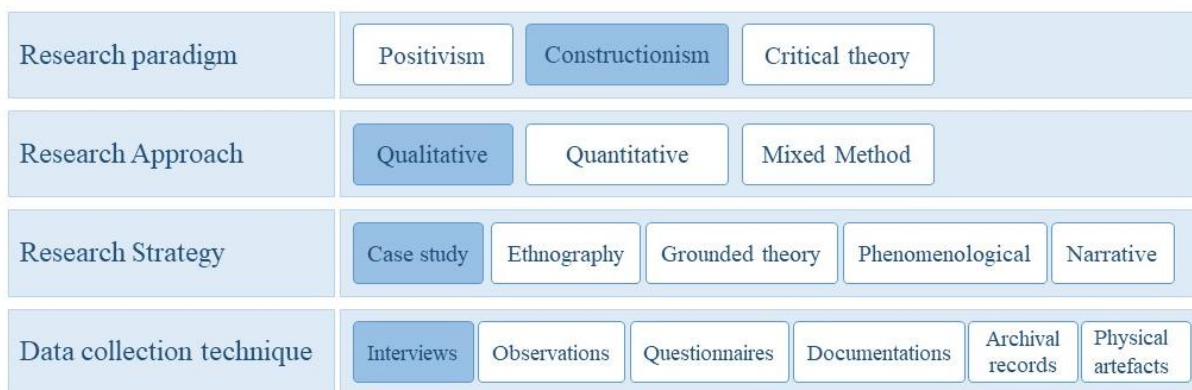 Research paradigm
Positivism
Constructionism
Critical theory
Research Approach
Qualitative
Quantitative
Mixed Method
Research Strategy
Case study
Ethnography
Grounded theory
Phenomenological
Narrative
Data collection technique
Interviews
Observations
Questionnaires
Documentations
Archival
records
Physical
artefacts